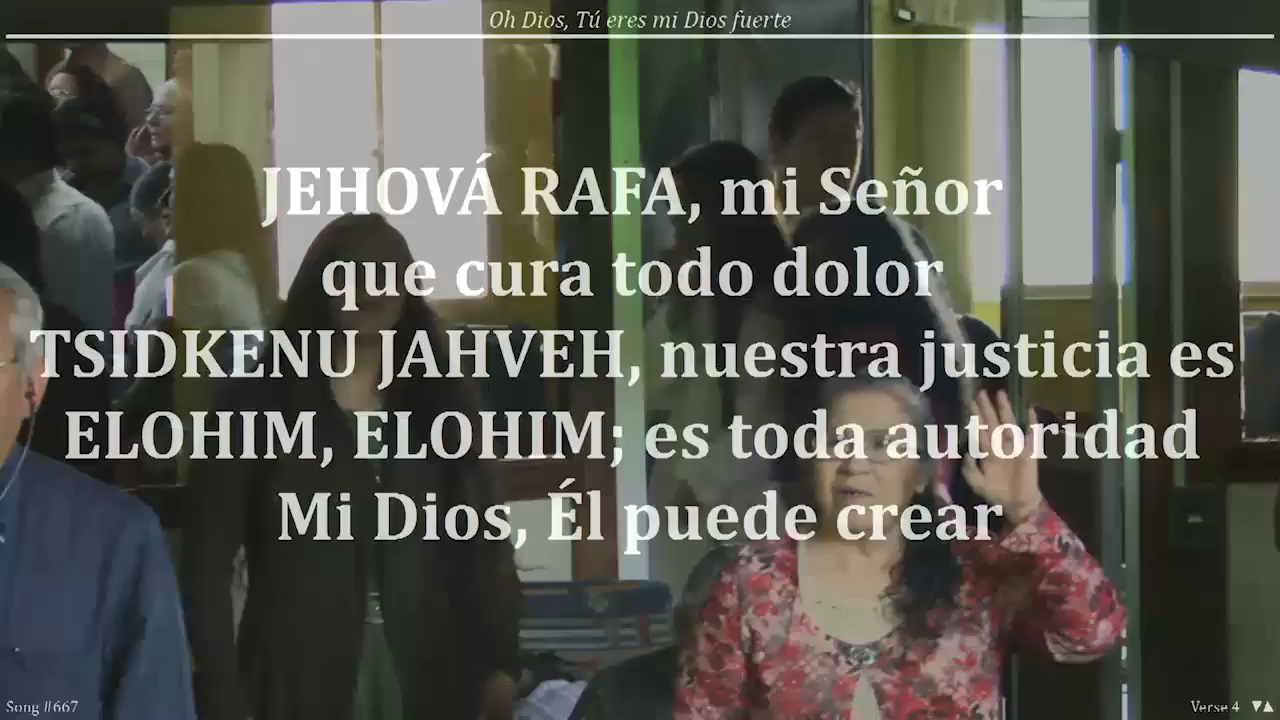 Oh Dios, Tú eres mi Dios fuerte
JEHOVÁ RAFA, mi Señor
que cura todo dolor
TSIDKENU JAHVEH, nuestra justicia es
ELOHIM, ELOHIM; es toda autoridad
Mi Dios, Él puede crear
Song #667
Verse 4 ▼▲